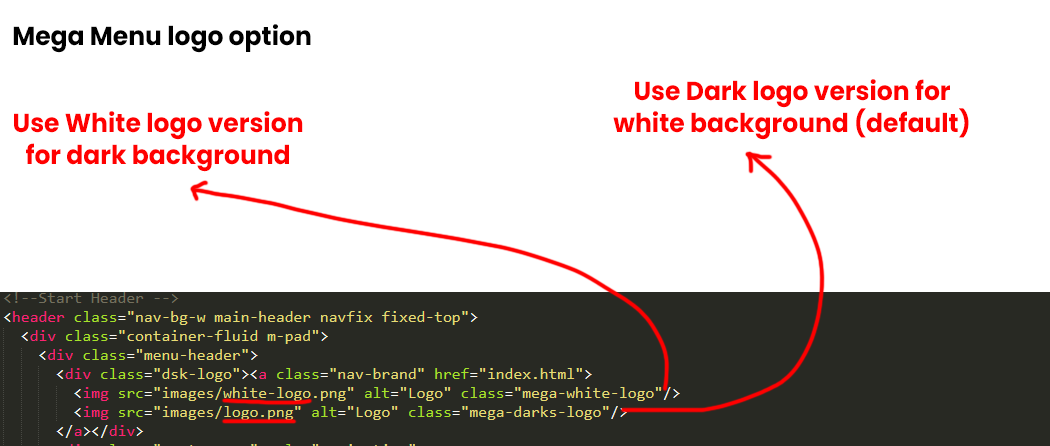 Mega Menu logo option
Use White logo version
for dark background
Use Dark logo version for
white background (default)
<!--Start Header -->
<header class="nav-bg-w main-header navfix fixed-top">
<div class="container-fluid m-pad">
<div class="menu-header">
<div class="dsk-logo"><a class="nav-brand" href="index.html">
<img src="images/white-logo.png" alt="Logo" class="mega-white-logo"/>
<img src="images/logo.png" alt="Logo" class="mega-darks-logo"/>
</a></div>